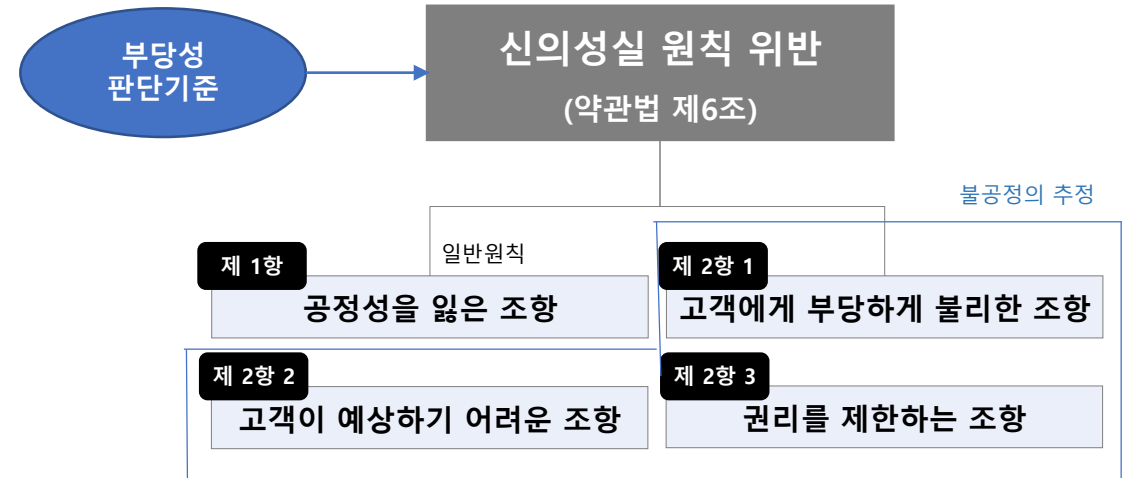 부당성
판단기준
신의성실 원칙 위반
(약관법 제6조)
불공정의 추정
일반원칙
제 1항
공정성을 잃은 조항
제 2항 1
고객에게 부당하게 불리한 조항
제 2항 2
고객이 예상하기 어려운 조항
제 2항 3
권리를 제한하는 조항